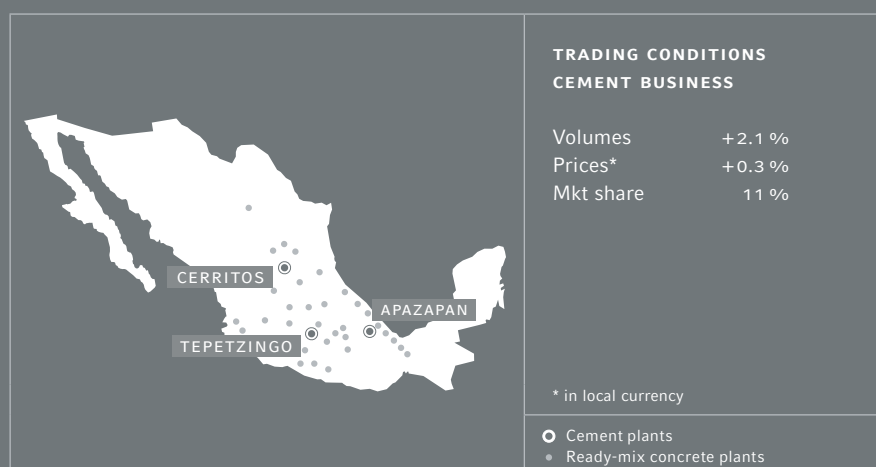 TRADING CONDITIONS
CEMENT BUSINESS
Volumes +2.1 %
Prices* +0.3 %
Mkt share 11 %
CERRITOS
APAZAPAN
TEPETZINGO
* in local currency
Cement plants
Ready-mix concrete plants